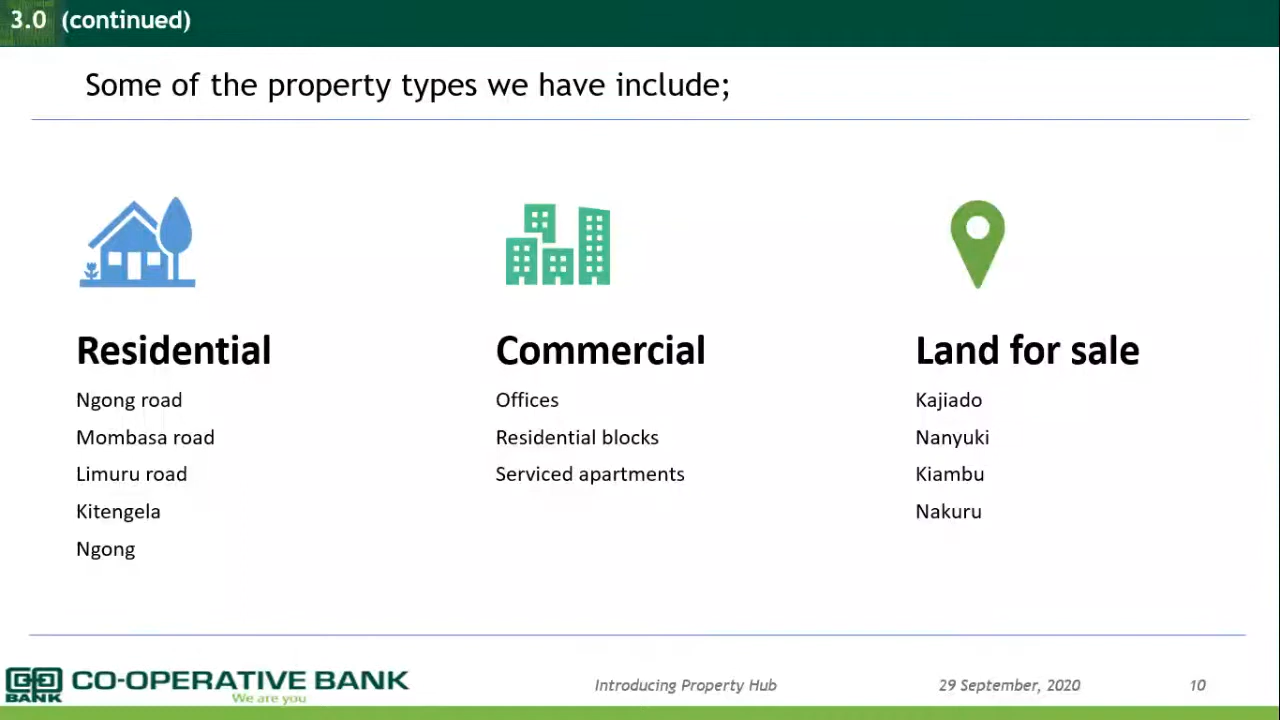 3.0 (continued)
Some of the property types we have include;
Residential
Ngong road
Mombasa road
Limuru road
Kitengela
Ngong
Commercial
Offices
Residential blocks
Serviced apartments
Land for sale
Kajiado
Nanyuki
Kiambu
Nakuru
BANK
CO-OPERATIVE BANK
We are you
Introducing Property Hub
29 September, 2020
10